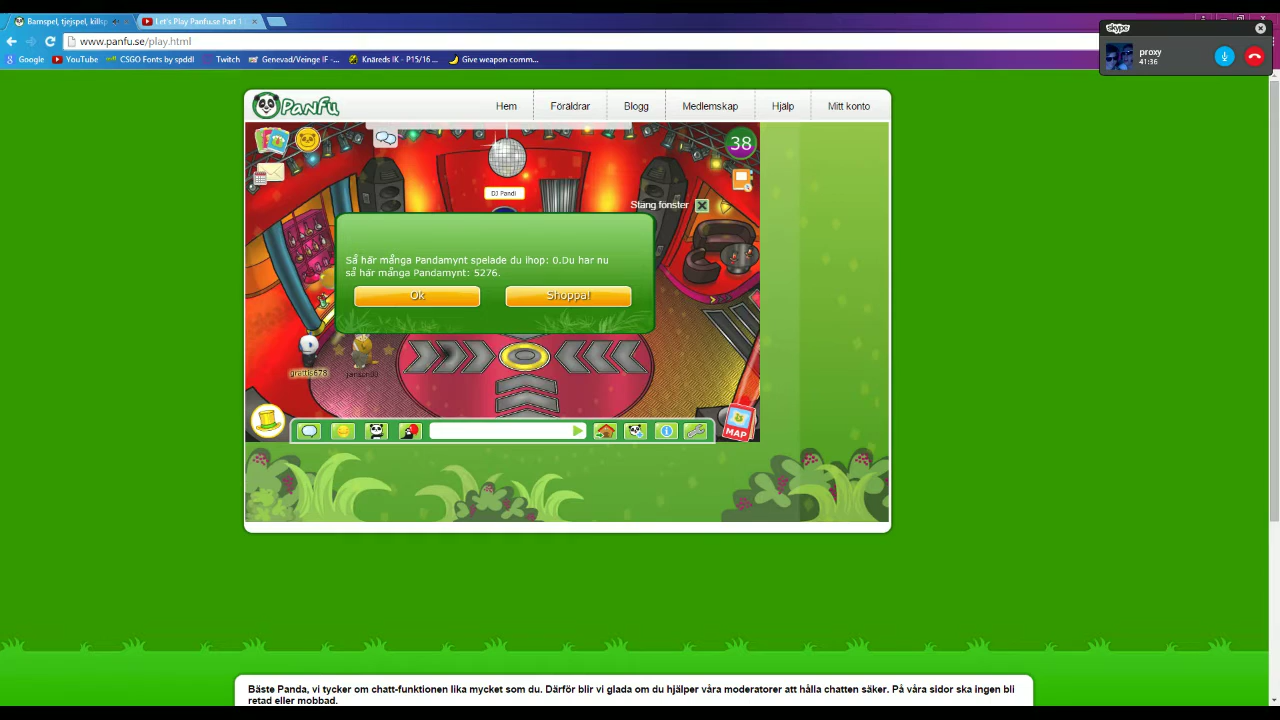 Barnspel, tjejspel, killsp
Let's Play Panfu.se Part 1
www.panfu.se/play.html
Google
YouTube
CSGO Fonts by spddl
Twitch
Genevad/Veinge IF -...
Knäreds IK - P15/16 ...
Give weapon comm...
skype
proxy
41:36
PANFU
Hem
Föräldrar
Blogg
Medlemskap
Hjälp
Mitt konto
38
DJ Pandi
Stäng fönster
Så här många Pandamynt spelade du ihop: 0.Du har nu
så här många Pandamynt: 5276.
Ok
Shoppa!
grattis678
MAP
Bäste Panda, vi tycker om chatt-funktionen lika mycket som du. Därför blir vi glada om du hjälper våra moderatorer att hålla chatten säker. På våra sidor ska ingen bli
retad eller mobbad.